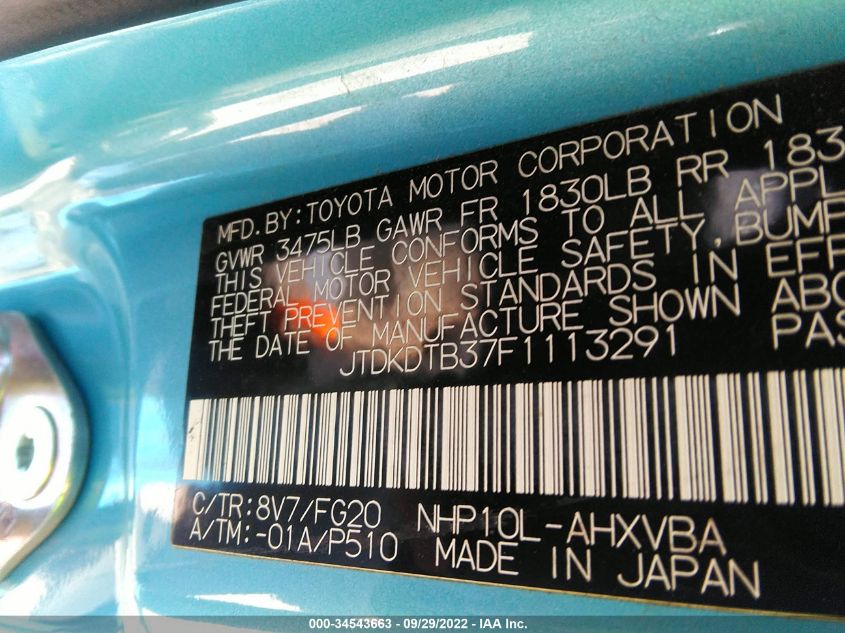 MFD.BY:TOYOTA MOTOR CORPORATION
GVWR 3475LB GAWR FR 1830LB RR 183
THIS VEHICLE CONFORMS TO ALL APPL
FEDERAL MOTOR VEHICLE SAFETY,BUMP
THEFT PREVENTION STANDARDS IN EFF
THE DATE OF MANUFACTURE SHOWN ABO
JTDKDTB37F1113291 PAS
C/TR:8V7/FG20 NHP10L-AHXVBA
A/TM:-01A/P510 MADE IN JAPAN
000-34543663 - 09/29/2022 - IAA Inc.